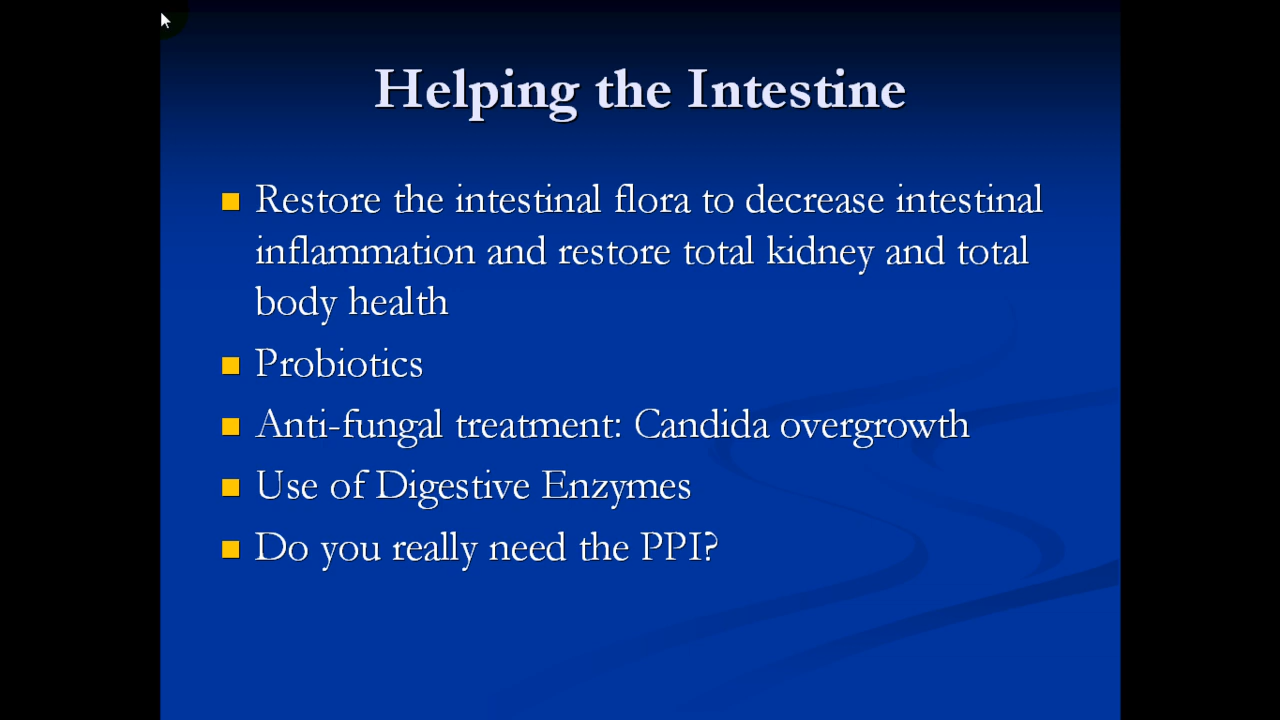 Helping the Intestine
Restore the intestinal flora to decrease intestinal
inflammation and restore total kidney and total
body health
Probiotics
Anti-fungal treatment: Candida overgrowth
Use of Digestive Enzymes
Do you really need the PPI?